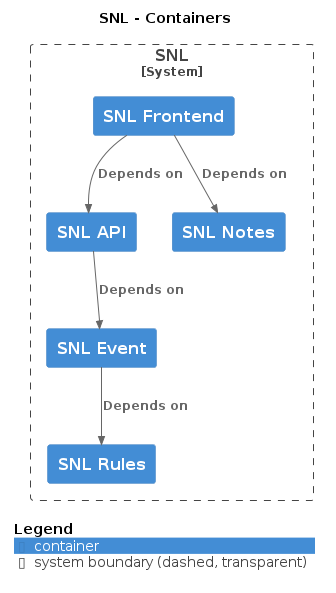 SNL - Containers
SNL
[System]
SNL Frontend
Depends on
Depends on
SNL API
SNL Notes
Depends on
SNL Event
Depends on
SNL Rules
Legend
container
system boundary (dashed, transparent)